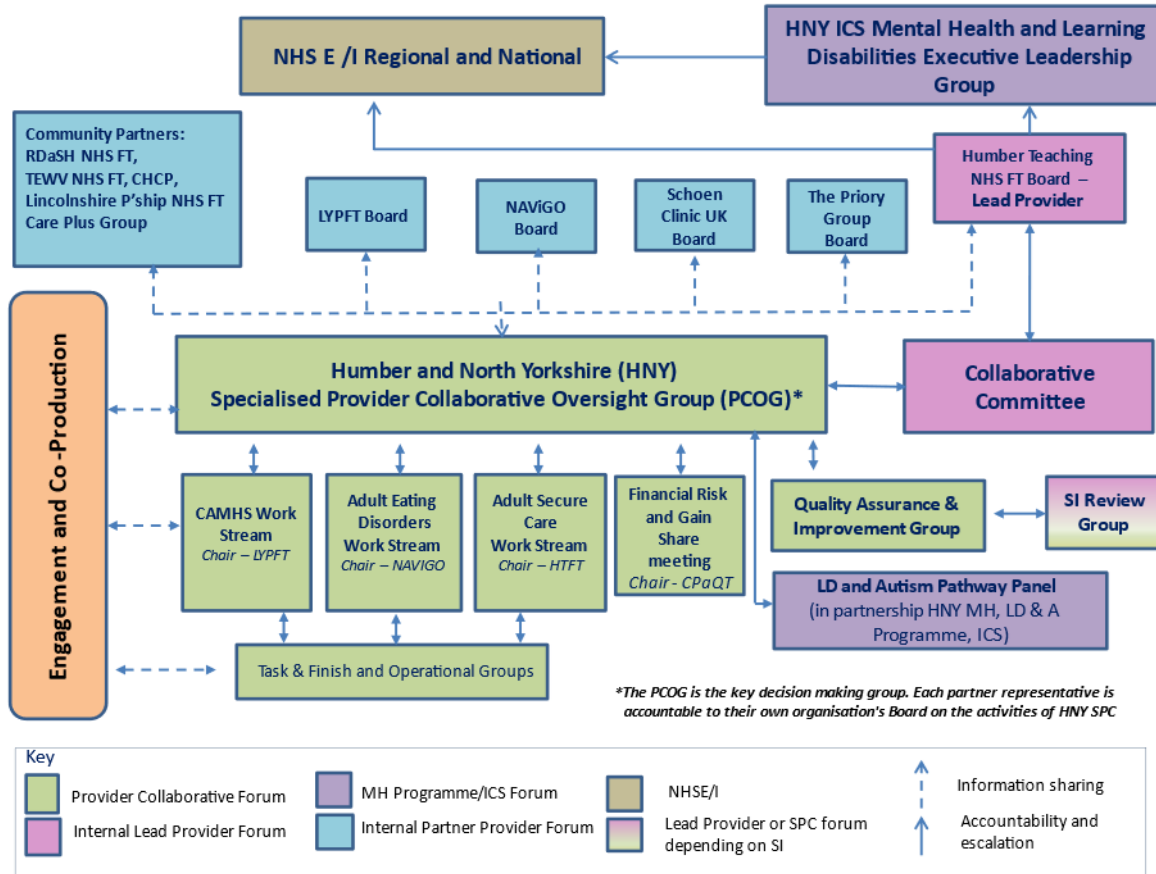 NHS E /I Regional and National
HNY ICS Mental Health and Learning
Disabilities Executive Leadership
Group
Community Partners:
RDaSH NHS FT,
TEWV NHS FT, CHCP,
Lincolnshire P'ship NHS FT
Care Plus Group
LYPFT Board
NAViGO
Board
Schoen
Clinic UK
Board
The Priory
Group
Board
Humber Teaching
NHS FT Board –
Lead Provider
Engagement and Co-Production
Humber and North Yorkshire (HNY)
Specialised Provider Collaborative Oversight Group (PCOG)*
Collaborative
Committee
CAMHS Work
Stream
Chair – LYPFT
Adult Eating
Disorders
Work Stream
Chair – NAVIGO
Adult Secure
Care
Work Stream
Chair – HTFT
Financial Risk
and Gain
Share
meeting
Chair - CPaQT
Quality Assurance &
Improvement Group
SI Review
Group
LD and Autism Pathway Panel
(in partnership HNY MH, LD & A
Programme, ICS)
Task & Finish and Operational Groups
*The PCOG is the key decision making group. Each partner representative is
accountable to their own organisation's Board on the activities of HNY SPC
Key
Provider Collaborative Forum
MH Programme/ICS Forum
NHSE/I
Information sharing
Internal Lead Provider Forum
Internal Partner Provider Forum
Lead Provider or SPC forum
depending on SI
Accountability and
escalation